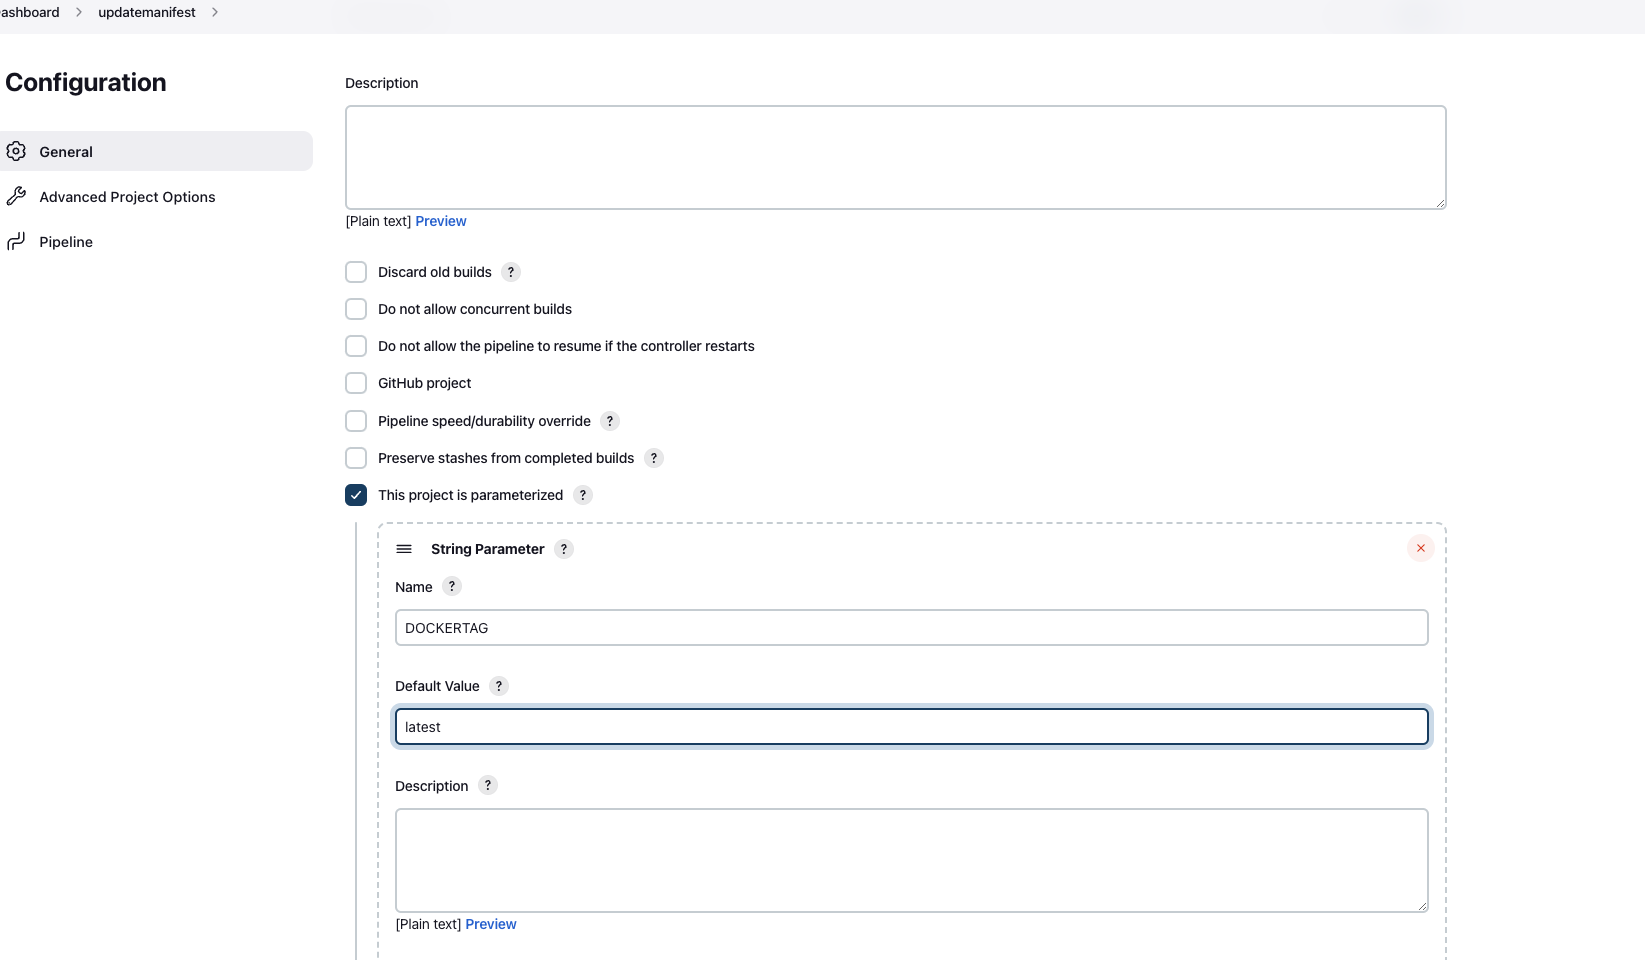 ashboard > updatemanifest >
Configuration
General
Advanced Project Options
Pipeline
Description
[Plain text] Preview
Discard old builds ?
Do not allow concurrent builds
Do not allow the pipeline to resume if the controller restarts
GitHub project
Pipeline speed/durability override ?
Preserve stashes from completed builds ?
This project is parameterized ?
String Parameter ?
Name ?
DOCKERTAG
Default Value ?
latest
Description ?
[Plain text] Preview